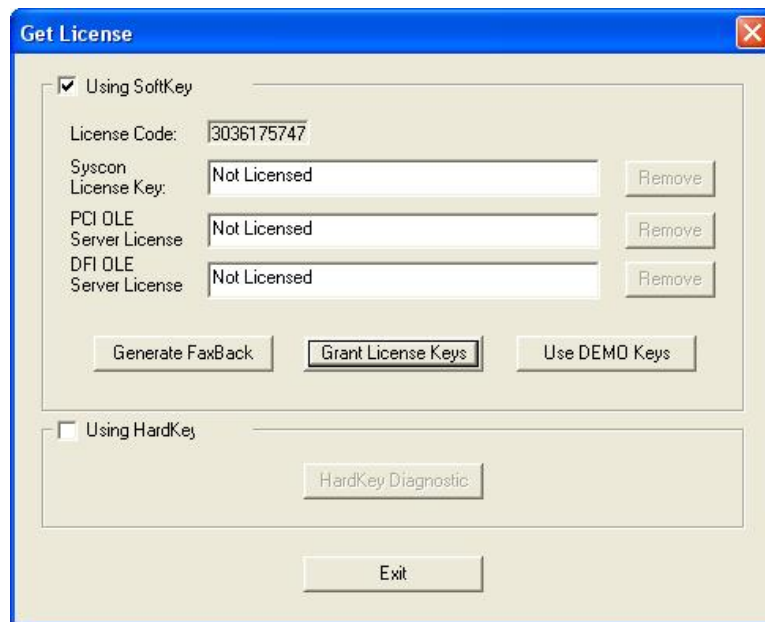 Get License
Using SoftKey
License Code: 3036175747
Syscon
License Key: Not Licensed Remove
PCI OLE
Server License Not Licensed Remove
DFI OLE
Server License Not Licensed Remove
Generate FaxBack Grant License Keys Use DEMO Keys
Using HardKey
HardKey Diagnostic
Exit